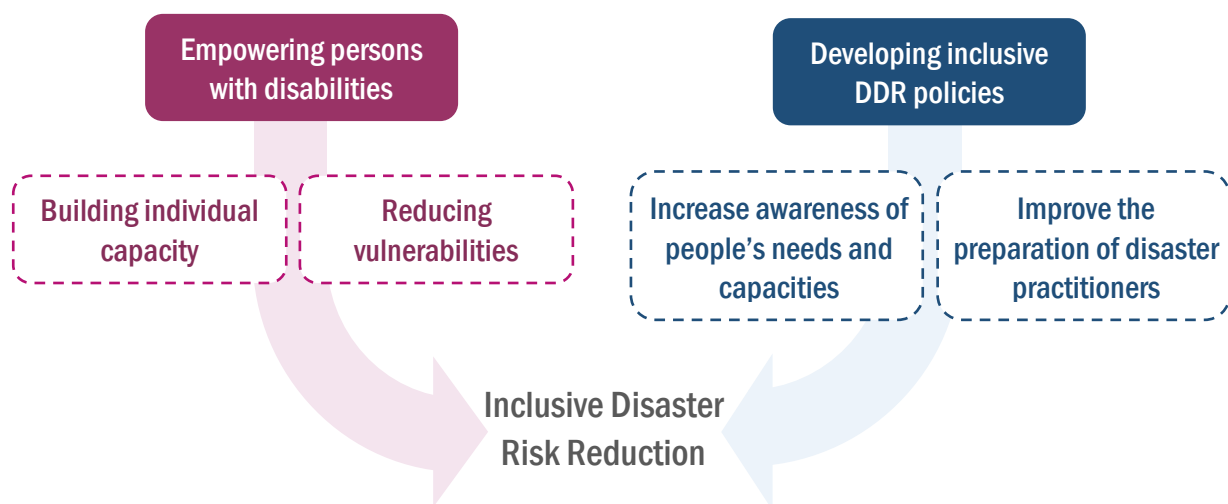 Empowering persons
with disabilities
Developing inclusive
DDR policies
Building individual
capacity
Reducing
vulnerabilities
Increase awareness of
people’s needs and
capacities
Improve the
preparation of disaster
practitioners
Inclusive Disaster
Risk Reduction